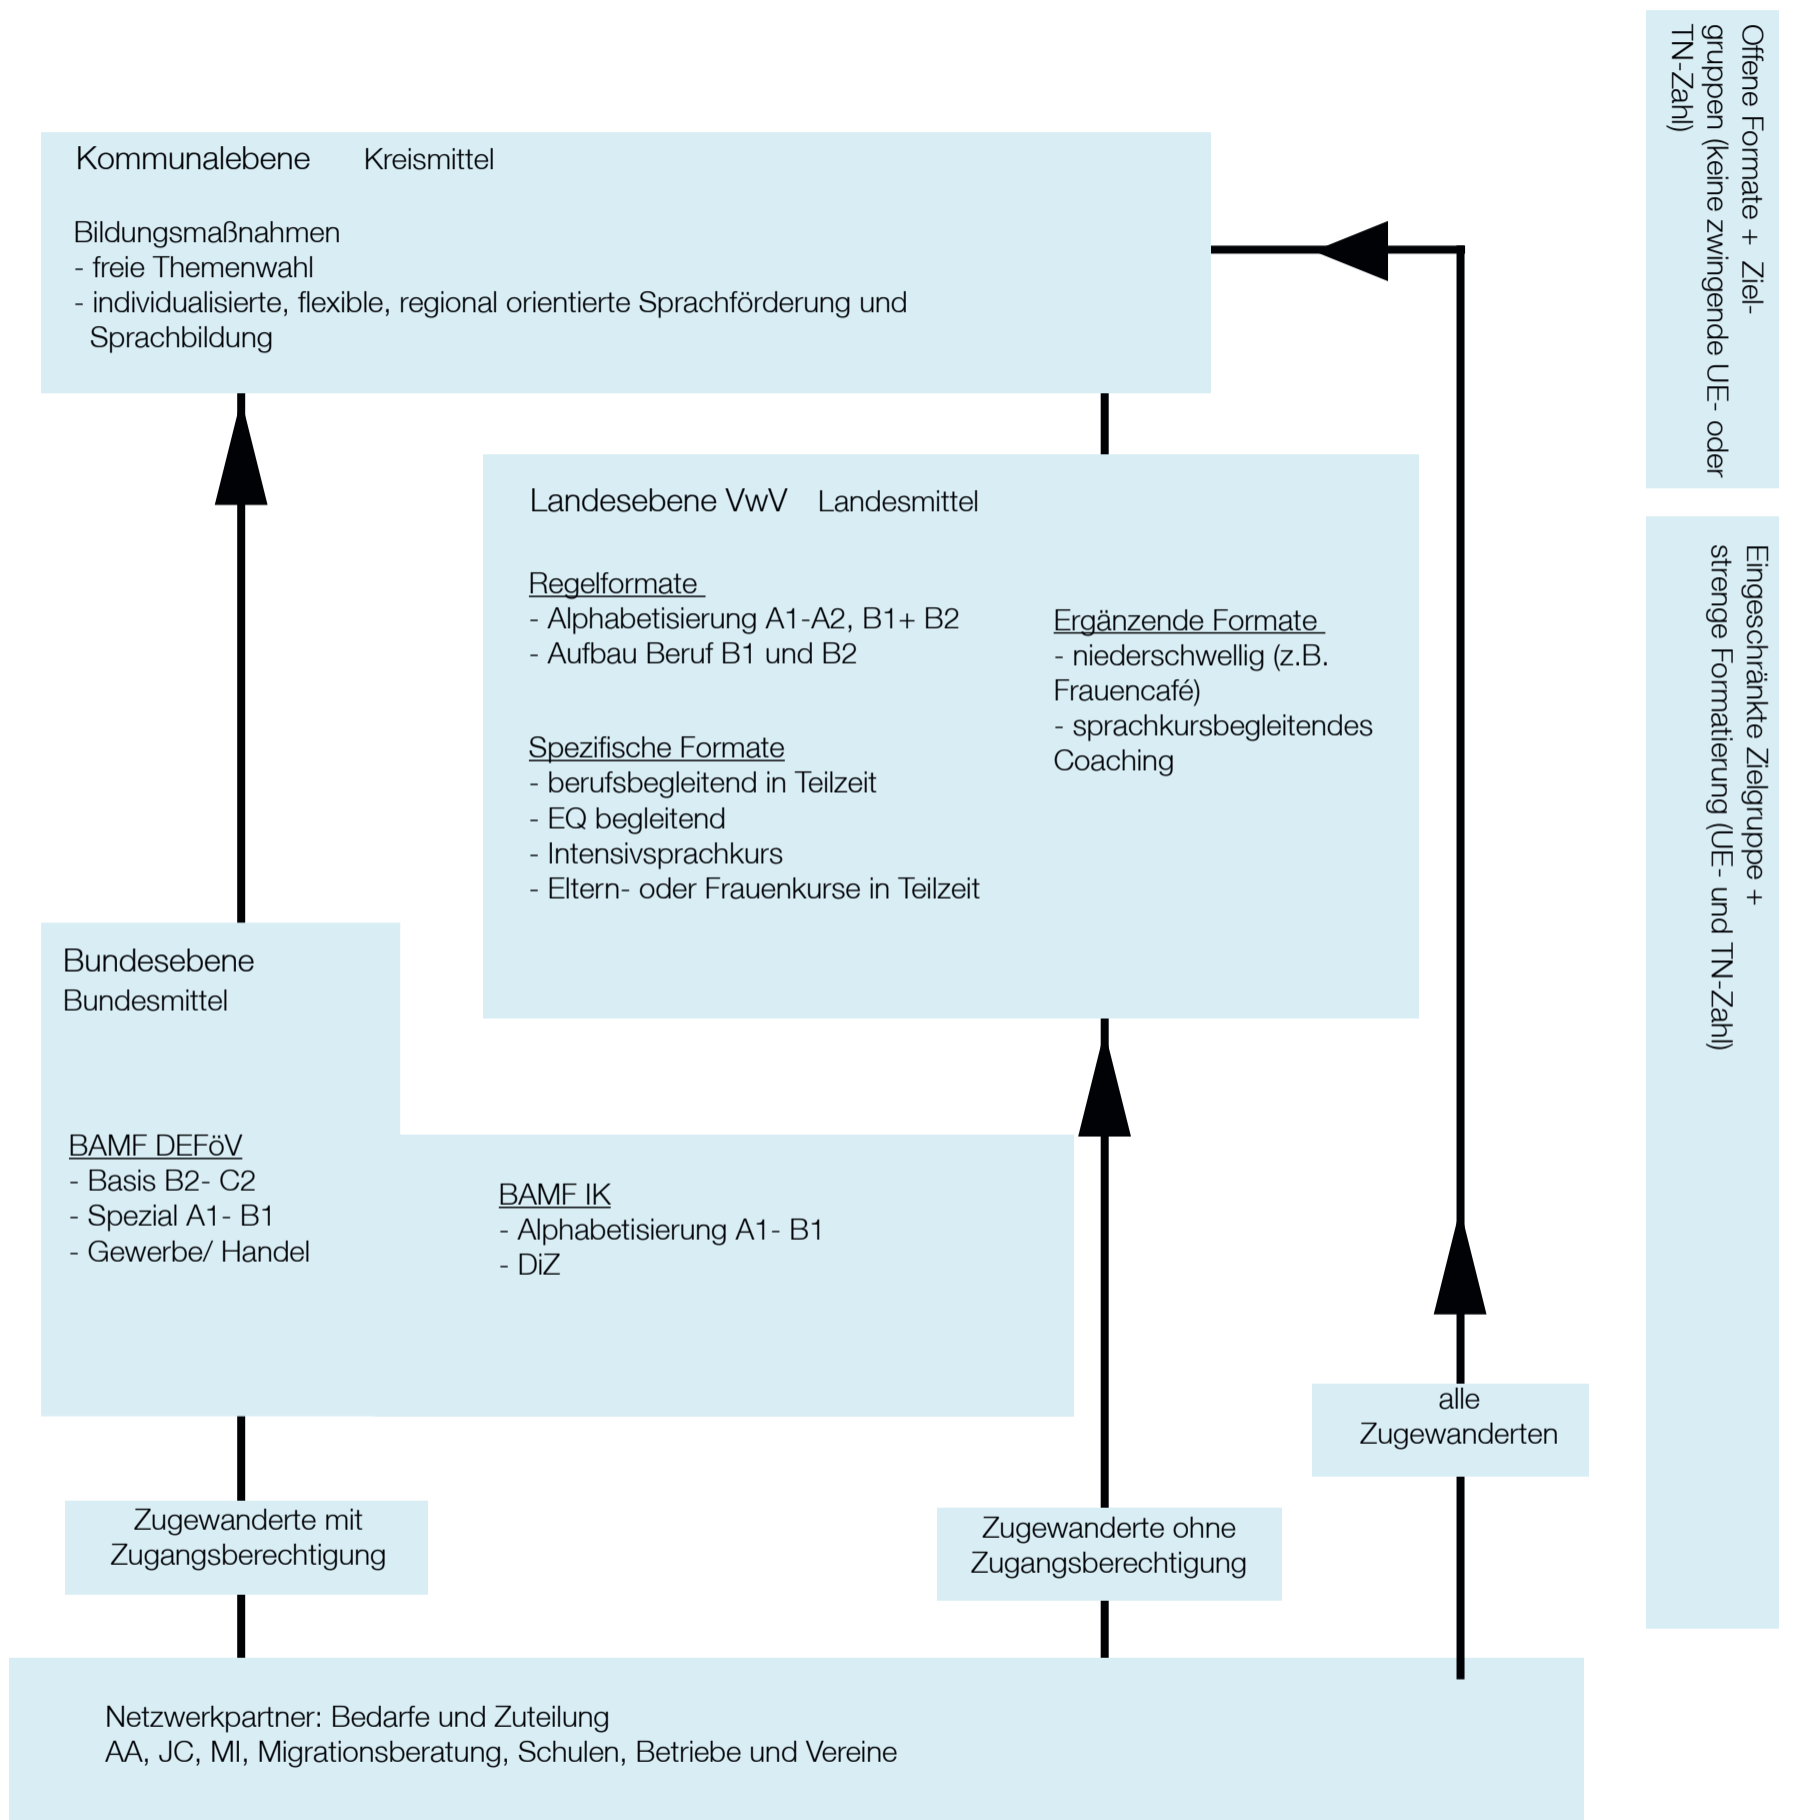 Kommunalebene Kreismittel
Bildungsmaßnahmen
- freie Themenwahl
- individualisierte, flexible, regional orientierte Sprachförderung und
Sprachbildung
Landesebene VwV Landesmittel
Regelformate
- Alphabetisierung A1-A2, B1+ B2
- Aufbau Beruf B1 und B2
Spezifische Formate
- berufsbegleitend in Teilzeit
- EQ begleitend
- Intensivsprachkurs
- Eltern- oder Frauenkurse in Teilzeit
Ergänzende Formate
- niederschwellig (z.B.
Frauencafé)
- sprachkursbegleitendes
Coaching
Bundesebene
Bundesmittel
BAMF DEFöV
- Basis B2- C2
- Spezial A1- B1
- Gewerbe/ Handel
BAMF IK
- Alphabetisierung A1- B1
- DiZ
Zugewanderte mit
Zugangsberechtigung
Zugewanderte ohne
Zugangsberechtigung
alle
Zugewanderten
Netzwerkpartner: Bedarfe und Zuteilung
AA, JC, MI, Migrationsberatung, Schulen, Betriebe und Vereine
Offene Formate + Ziel-
gruppen (keine zwingende UE- oder
TN-Zahl)
Eingeschränkte Zielgruppe +
strenge Formatierung (UE- und TN-Zahl)